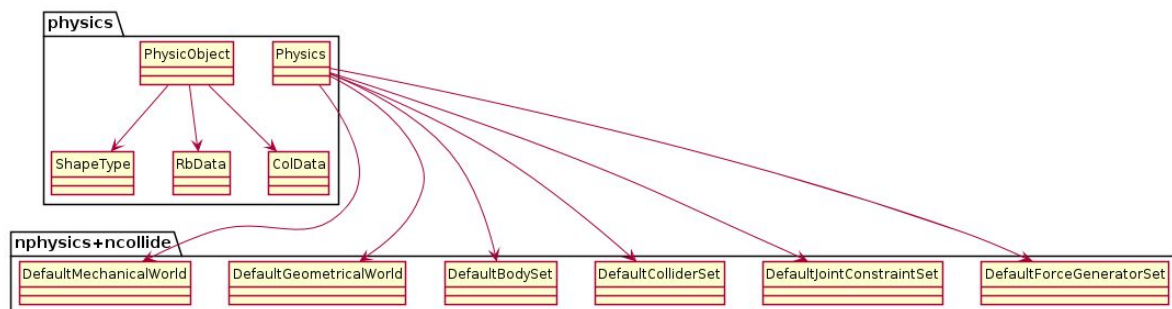 physics
PhysicObject
Physics
ShapeType
RbData
ColData
nphysics+ncollide
DefaultMechanicalWorld
DefaultGeometricalWorld
DefaultBodySet
DefaultColliderSet
DefaultJointConstraintSet
DefaultForceGeneratorSet